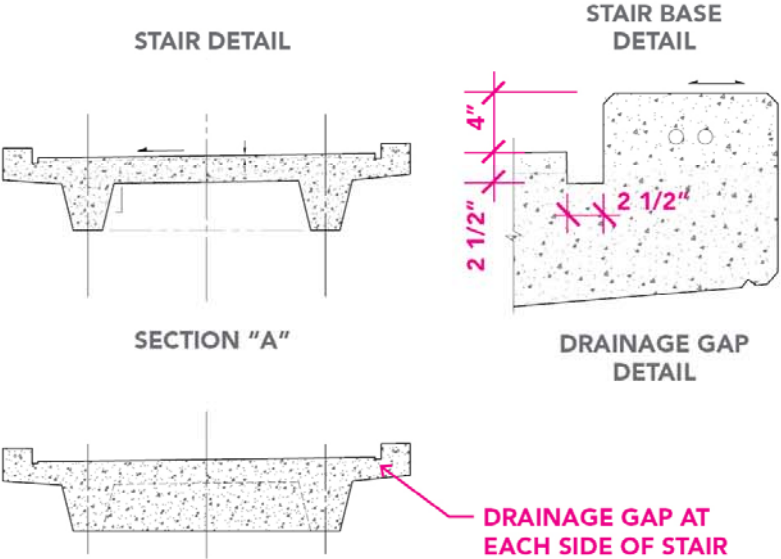 STAIR DETAIL
STAIR BASE
DETAIL
4”
2 1/2”
2 1/2”
SECTION “A”
DRAINAGE GAP
DETAIL
DRAINAGE GAP AT
EACH SIDE OF STAIR